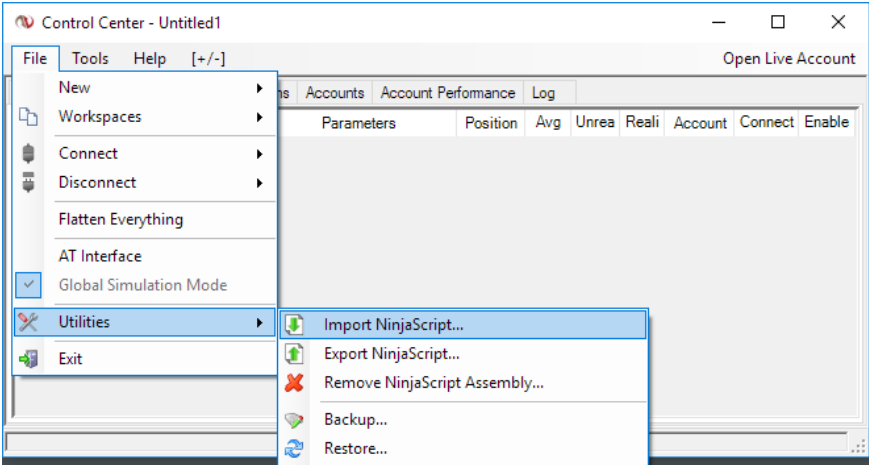 Control Center - Untitled1
File Tools Help [+/-] Open Live Account
ns Accounts Account Performance Log
Parameters Position Avg Unrea Reali Account Connect Enable
New
Workspaces
Connect
Disconnect
Flatten Everything
AT Interface
Global Simulation Mode
Utilities
Exit
Import NinjaScript...
Export NinjaScript...
Remove NinjaScript Assembly...
Backup...
Restore...